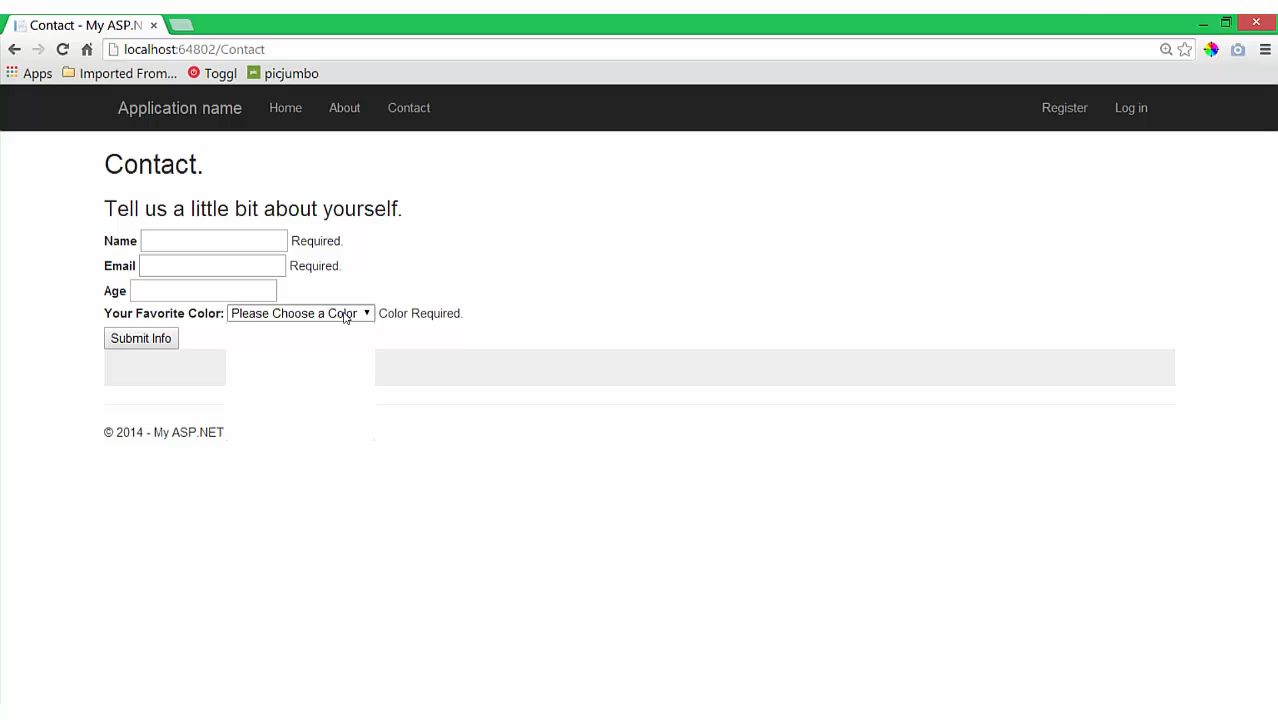 Contact - My ASP.N
localhost:64802/Contact
Apps Imported From... Toggl picjumbo
Application name Home About Contact Register Log in
Contact.
Tell us a little bit about yourself.
Name Required.
Email Required.
Age
Your Favorite Color: Please Choose a Color Color Required.
Submit Info
© 2014 - My ASP.NET